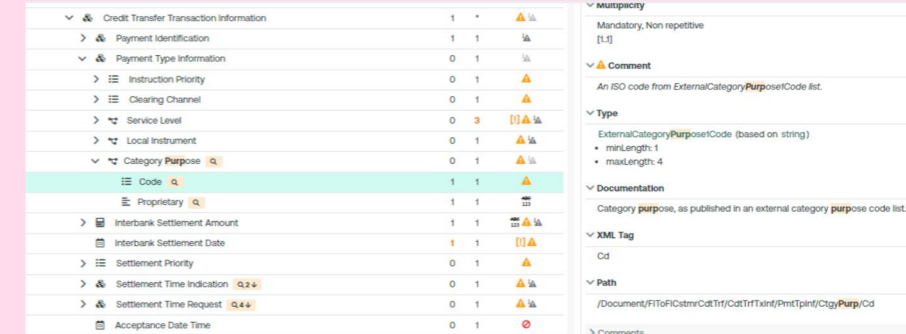 Credit Transfer Transaction Information 1 *
Payment Identification 1 1
Payment Type Information 0 1
Instruction Priority 0 1
Clearing Channel 0 1
Service Level 0 3 [!]
Local Instrument 0 1
Category Purpose 0 1
Code 1 1
Proprietary 1 1 ABC 123
Interbank Settlement Amount 1 1 ABC 123
Interbank Settlement Date 1 1 [!]
Settlement Priority 0 1
Settlement Time Indication 2 0 1
Settlement Time Request 4 0 1
Acceptance Date Time 0 1
Multiplicity
Mandatory, Non repetitive
[1..1]
Comment
An ISO code from ExternalCategoryPurpose1Code list.
Type
ExternalCategoryPurpose1Code (based on string)
• minLength: 1
• maxLength: 4
Documentation
Category purpose, as published in an external category purpose code list.
XML Tag
Cd
Path
/Document/FIToFICstmrCdtTrf/CdtTrfTxInf/PmtTpInf/CtgyPurp/Cd
Comments